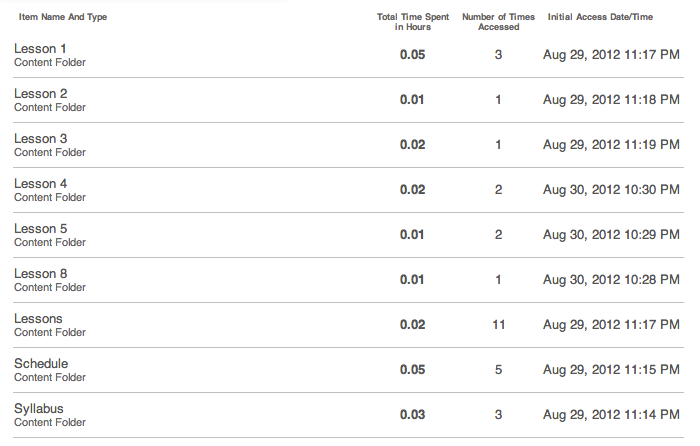 Item Name And Type Total Time Spent in Hours Number of Times Accessed Initial Access Date/Time
Lesson 1 0.05 3 Aug 29, 2012 11:17 PM
Content Folder
Lesson 2 0.01 1 Aug 29, 2012 11:18 PM
Content Folder
Lesson 3 0.02 1 Aug 29, 2012 11:19 PM
Content Folder
Lesson 4 0.02 2 Aug 30, 2012 10:30 PM
Content Folder
Lesson 5 0.01 2 Aug 30, 2012 10:29 PM
Content Folder
Lesson 8 0.01 1 Aug 30, 2012 10:28 PM
Content Folder
Lessons 0.02 11 Aug 29, 2012 11:17 PM
Content Folder
Schedule 0.05 5 Aug 29, 2012 11:15 PM
Content Folder
Syllabus 0.03 3 Aug 29, 2012 11:14 PM
Content Folder